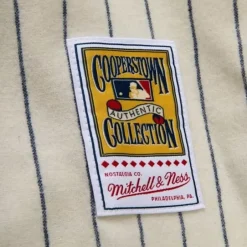 COOPERSTOWN
AUTHENTIC
COLLECTION
NOSTALGIA CO.
Mitchell & Ness
PHILADELPHIA, PA.